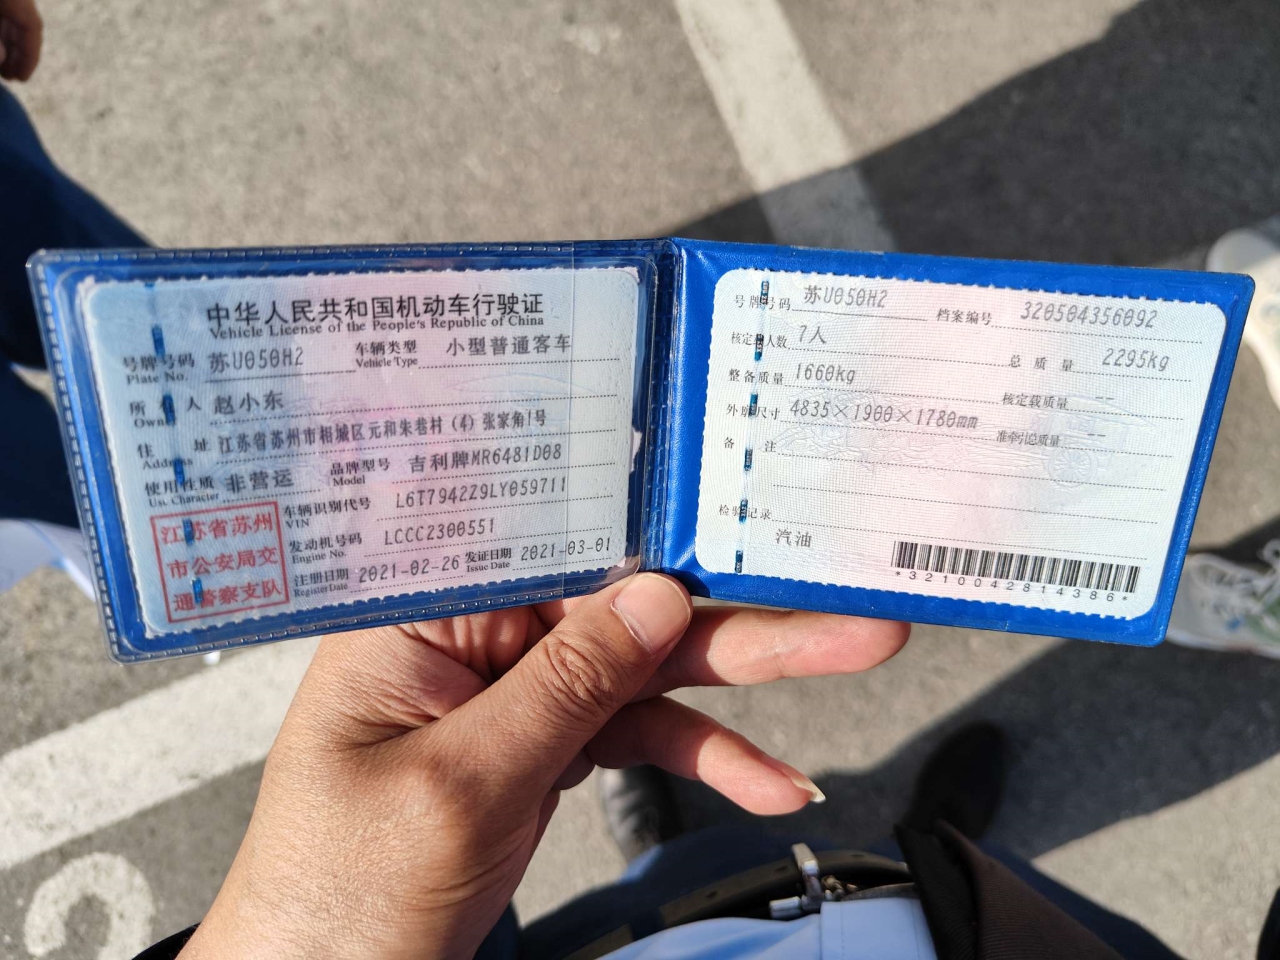 中华人民共和国机动车行驶证
Vehicle License of the People's Republic of China
号牌号码 苏U050H2 车辆类型 小型普通客车
Plate No. Vehicle Type
所有人 赵小东
Owner
住址 江苏省苏州市相城区元和朱巷村（4）张家角1号
Address
使用性质 非营运 品牌型号 吉利牌MR6481D08
Use Character Model
江苏省苏州
市公安局交
通警察支队
车辆识别代号 L6T7942Z9LY059711
VIN
发动机号码 LCCC2300551
Engine No.
注册日期 2021-02-26 发证日期 2021-03-01
Register Date Issue Date
号牌号码 苏U050H2 档案编号 320504356092
核定载人数 7人 总质量 2295kg
整备质量 1660kg 核定载质量 --
外廓尺寸 4835×1900×1780mm 准牵引总质量 --
备注
检验记录
汽油
*3210042814386*